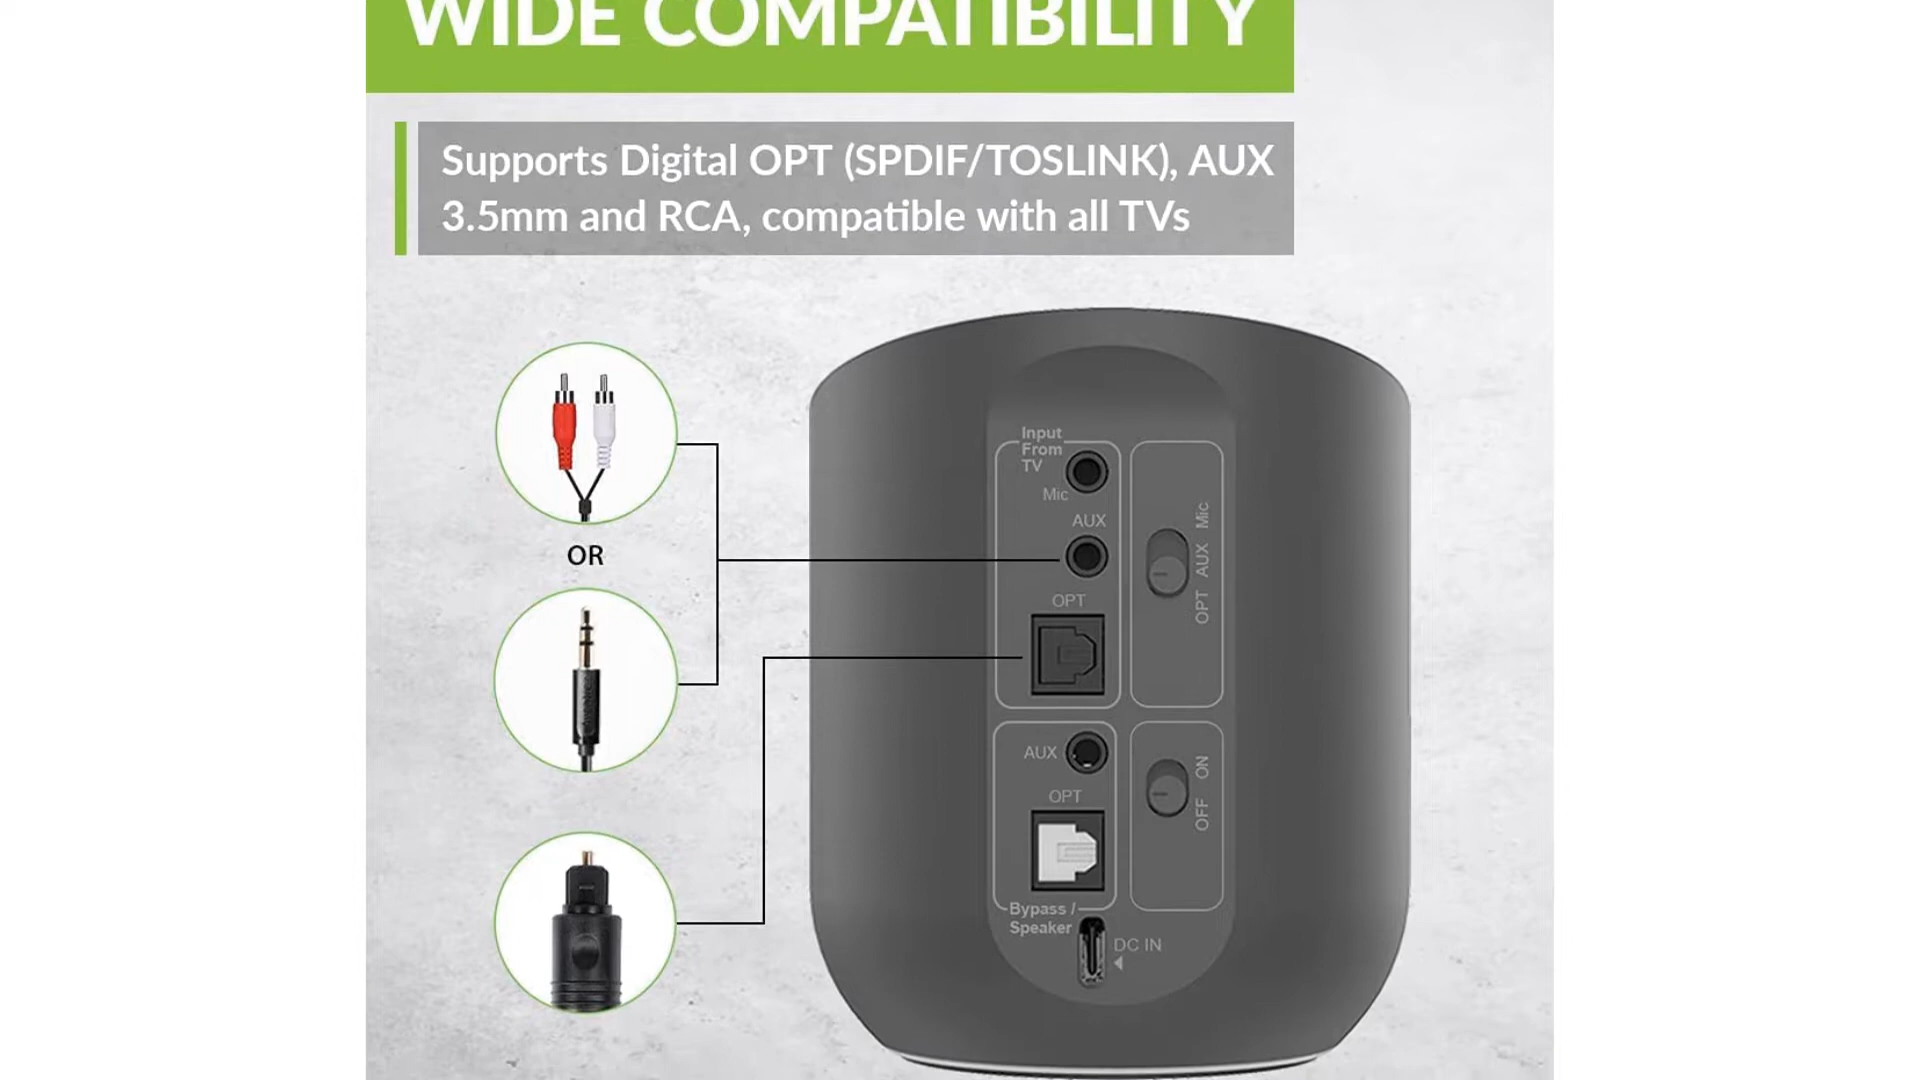 WIDE COMPATIBILITY
Supports Digital OPT (SPDIF/TOSLINK), AUX
3.5mm and RCA, compatible with all TVs
OR
Input
From
TV
Mic
AUX
OPT
OPT AUX Mic
AUX
OPT
OFF ON
Bypass /
Speaker
DC IN